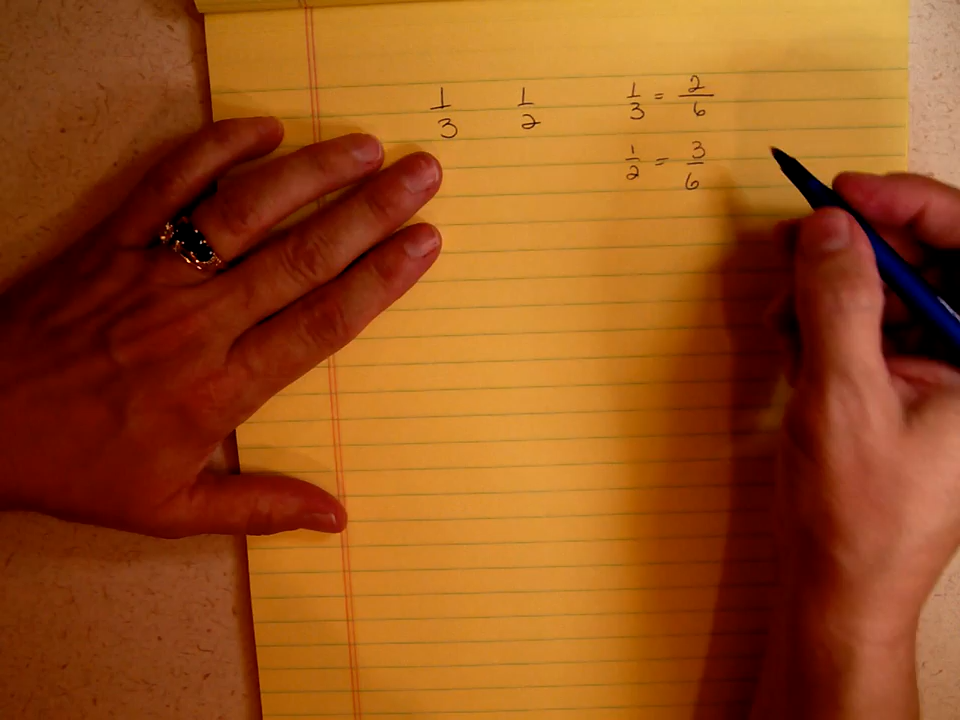 1/3 1/2 1/3 = 2/6
1/2 = 3/6